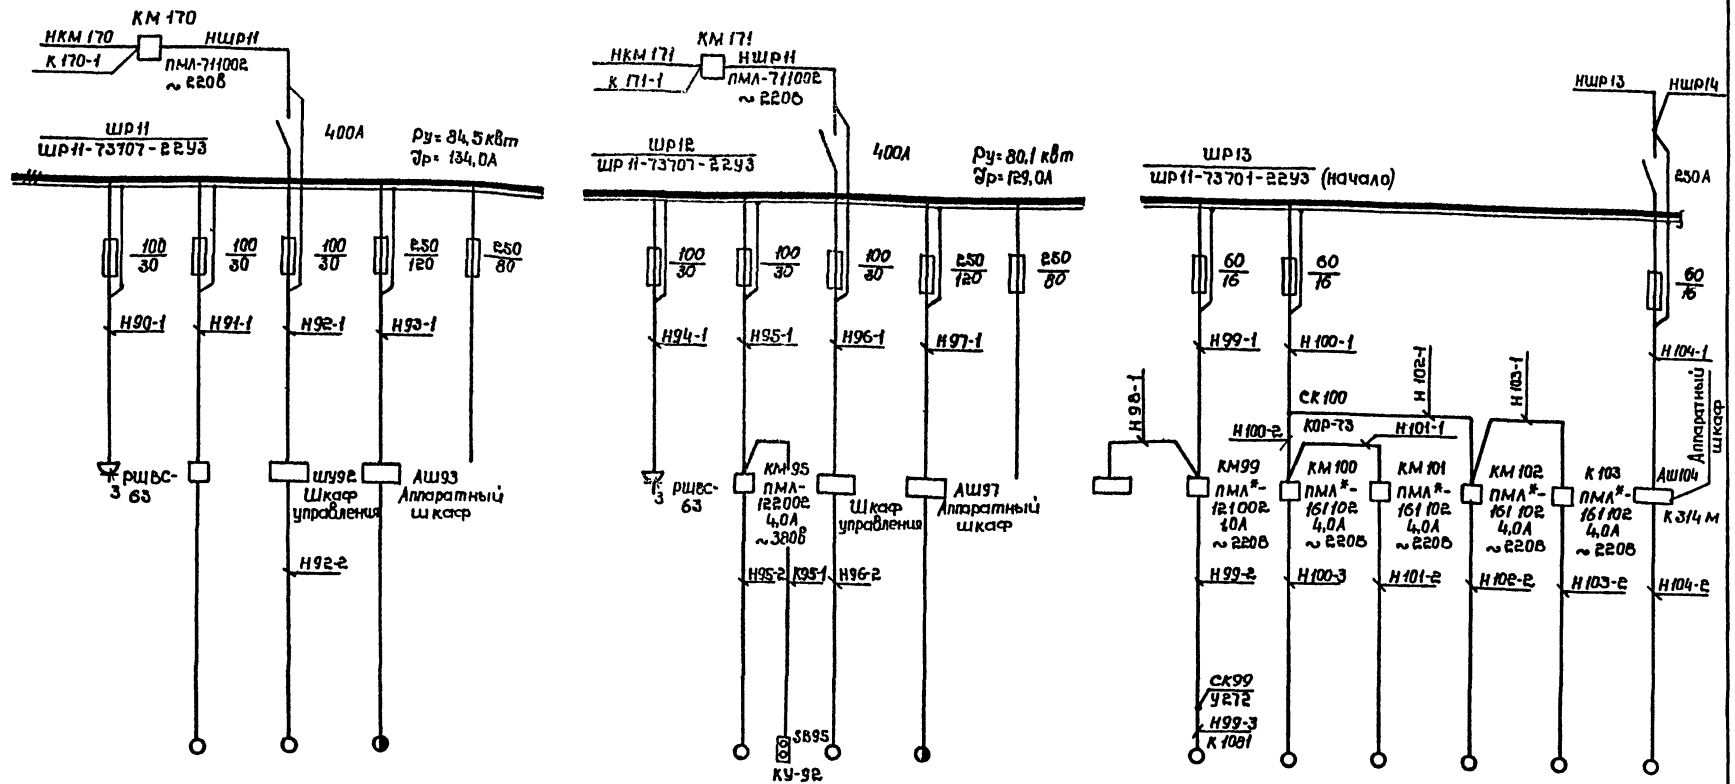 КМ 170
НКМ 170
К 170-1
НШР11
ПМЛ-711002
~ 220В
ШР11
ШР11-73707-22У3
400А
Ру= 84,5 кВт
Јр= 134,0А
100
30
100
30
100
30
250
120
250
80
Н90-1
Н91-1
Н92-1
Н93-1
3
РШВС-
63
ШУ92
Шкаф
управления
АШ93
Аппаратный
шкаф
Н92-2
КМ 171
НКМ 171
К 171-1
НШР11
ПМЛ-711002
~ 220В
ШР12
ШР11-73707-22У3
400А
Ру= 80,1 кВт
Јр= 129,0А
100
30
100
30
100
30
250
120
250
80
Н94-1
Н95-1
Н96-1
Н97-1
3
РШВС-
63
КМ95
ПМЛ-
122002
4,0А
~380В
Шкаф
управления
АШ97
Аппаратный
шкаф
Н95-2
К95-1
Н96-2
SB95
КУ-92
НШР13
НШР14
ШР13
ШР11-73701-22У3 (начало)
250А
60
16
60
16
60
16
Н99-1
Н100-1
Н104-1
Н98-1
СК100
КОР-73
Н102-1
Н103-1
Н100-2
Н101-1
Аппаратный
шкаф
КМ99
ПМЛ*-
121002
1,0А
~220В
КМ100
ПМЛ*-
161102
4,0А
~220В
КМ101
ПМЛ*-
161102
4,0А
~220В
КМ102
ПМЛ*-
161102
4,0А
~220В
К103
ПМЛ*-
161102
4,0А
~220В
АШ104
К314М
Н99-2
Н100-3
Н101-2
Н102-2
Н103-2
Н104-2
СК99
У272
Н99-3
К1081